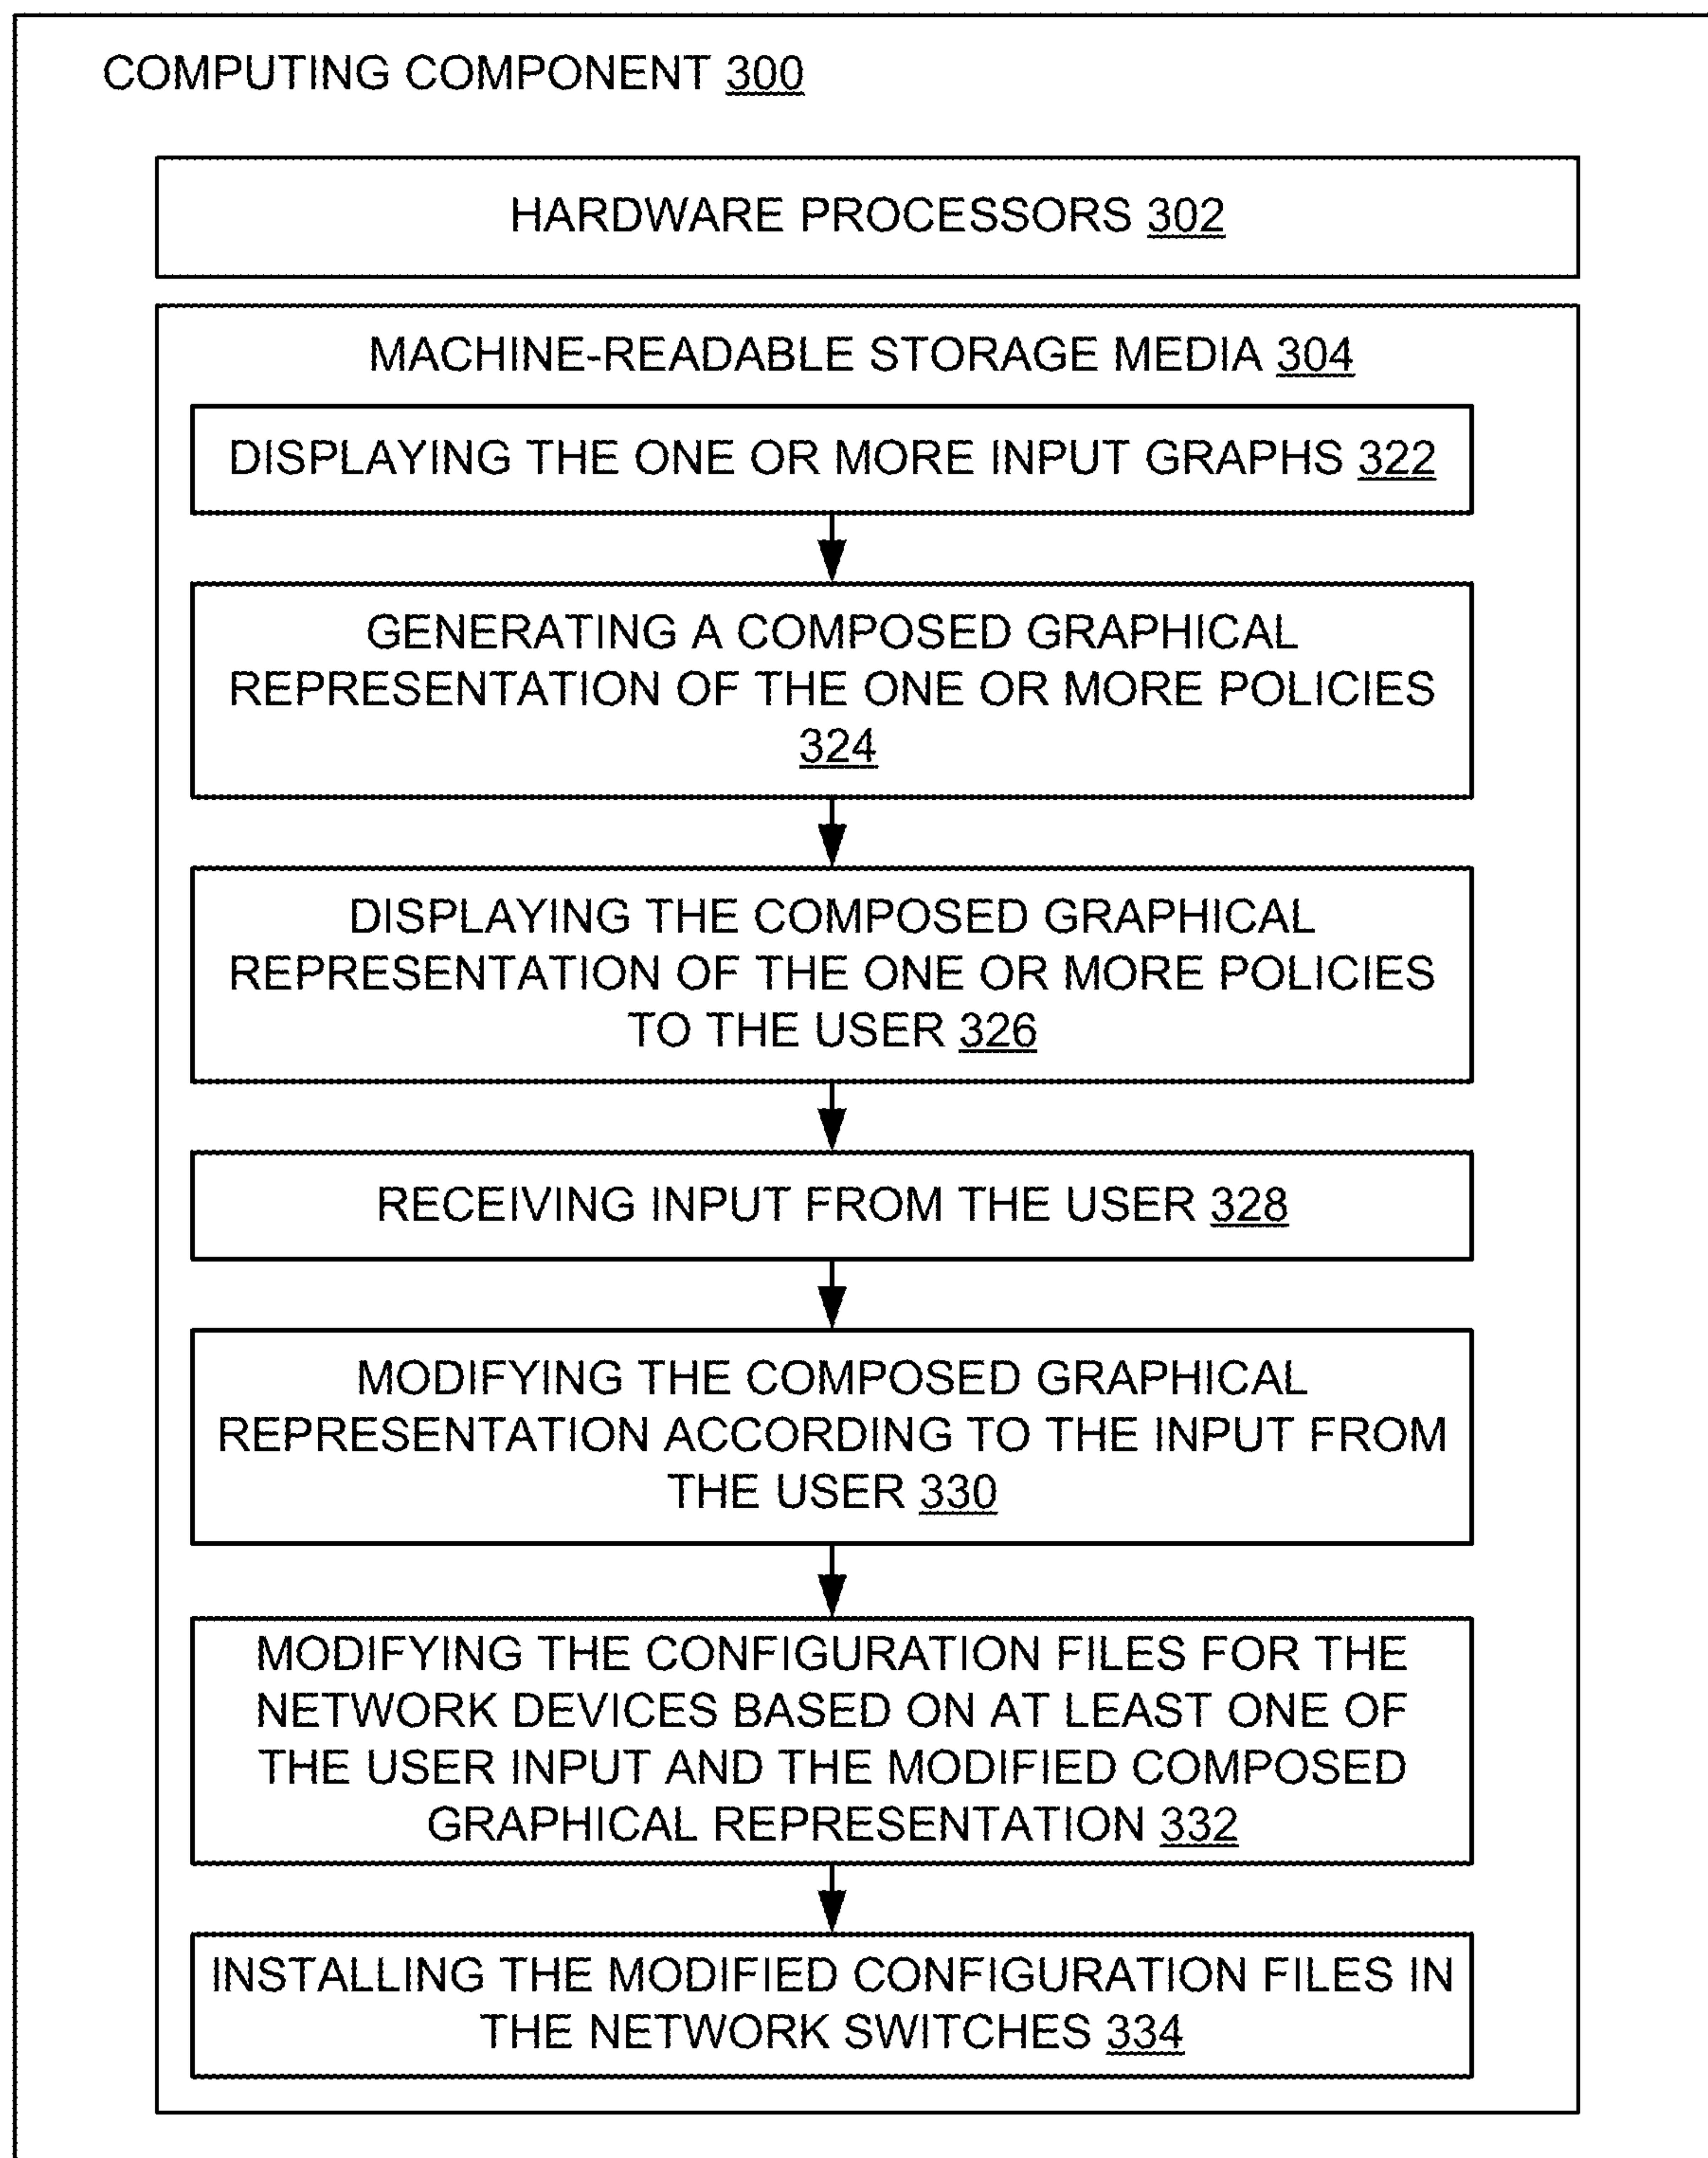 COMPUTING COMPONENT 300
HARDWARE PROCESSORS 302
MACHINE-READABLE STORAGE MEDIA 304
DISPLAYING THE ONE OR MORE INPUT GRAPHS 322
GENERATING A COMPOSED GRAPHICAL
REPRESENTATION OF THE ONE OR MORE POLICIES
324
DISPLAYING THE COMPOSED GRAPHICAL
REPRESENTATION OF THE ONE OR MORE POLICIES
TO THE USER 326
RECEIVING INPUT FROM THE USER 328
MODIFYING THE COMPOSED GRAPHICAL
REPRESENTATION ACCORDING TO THE INPUT FROM
THE USER 330
MODIFYING THE CONFIGURATION FILES FOR THE
NETWORK DEVICES BASED ON AT LEAST ONE OF
THE USER INPUT AND THE MODIFIED COMPOSED
GRAPHICAL REPRESENTATION 332
INSTALLING THE MODIFIED CONFIGURATION FILES IN
THE NETWORK SWITCHES 334